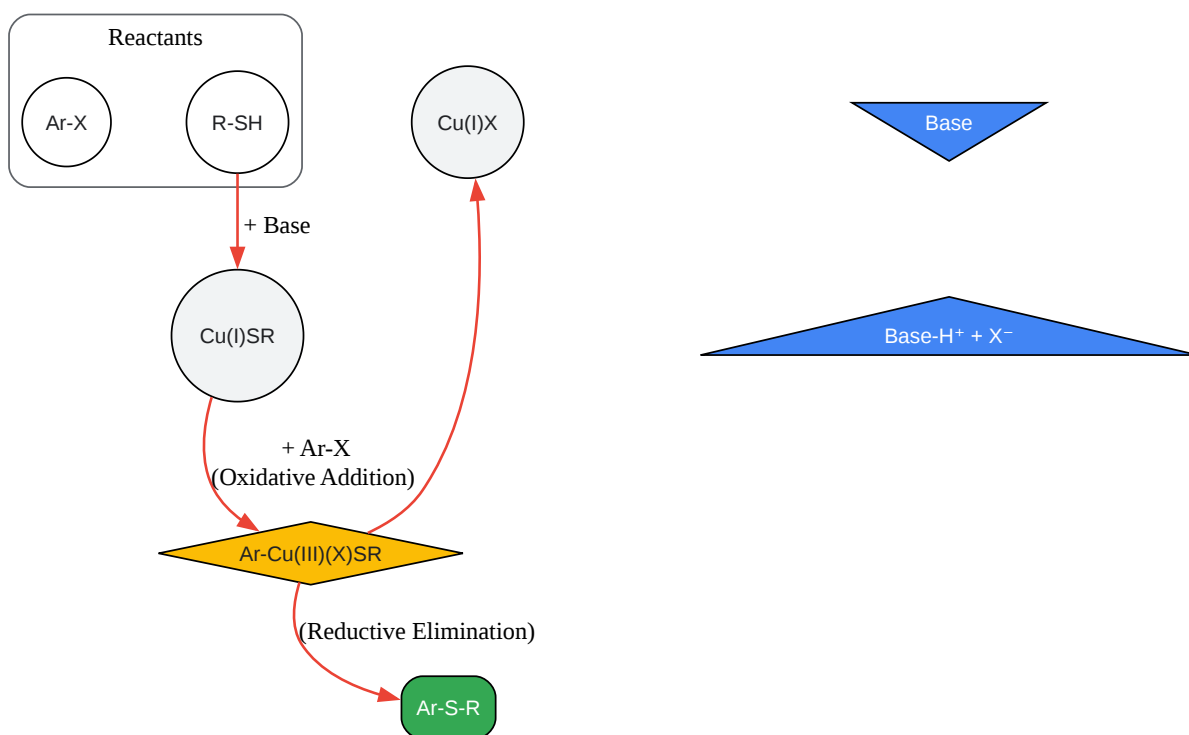 Reactants
Ar-X
R-SH
Cu(I)X
Base
+ Base
Cu(I)SR
Base-H⁺ + X⁻
+ Ar-X
(Oxidative Addition)
Ar-Cu(III)(X)SR
(Reductive Elimination)
Ar-S-R